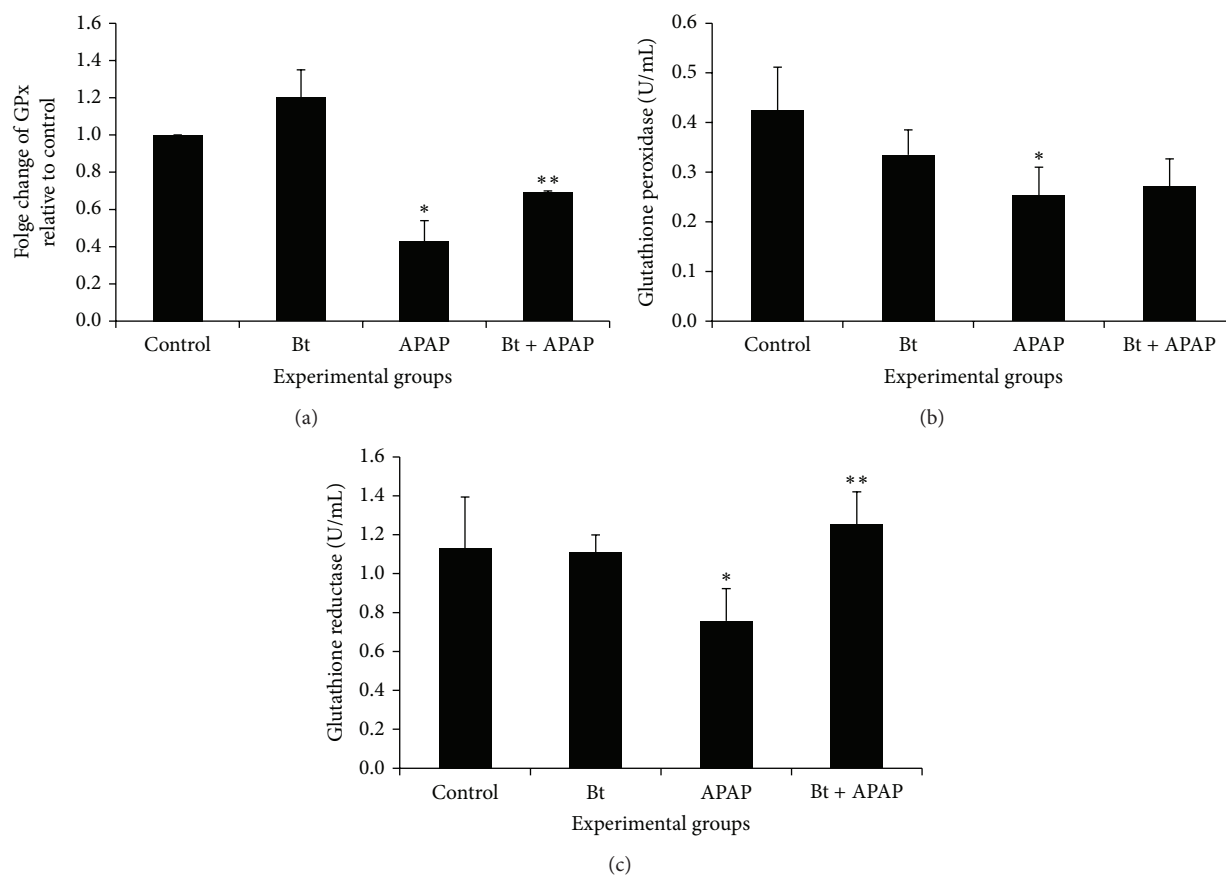 Folge change of GPx
relative to control
1.6
1.4
1.2
1.0
0.8
0.6
0.4
0.2
0.0
*
**
Control Bt APAP Bt + APAP
Experimental groups
(a)
Glutathione peroxidase (U/mL)
0.6
0.5
0.4
0.3
0.2
0.1
0.0
*
Control Bt APAP Bt + APAP
Experimental groups
(b)
Glutathione reductase (U/mL)
1.6
1.4
1.2
1.0
0.8
0.6
0.4
0.2
0.0
*
**
Control Bt APAP Bt + APAP
Experimental groups
(c)